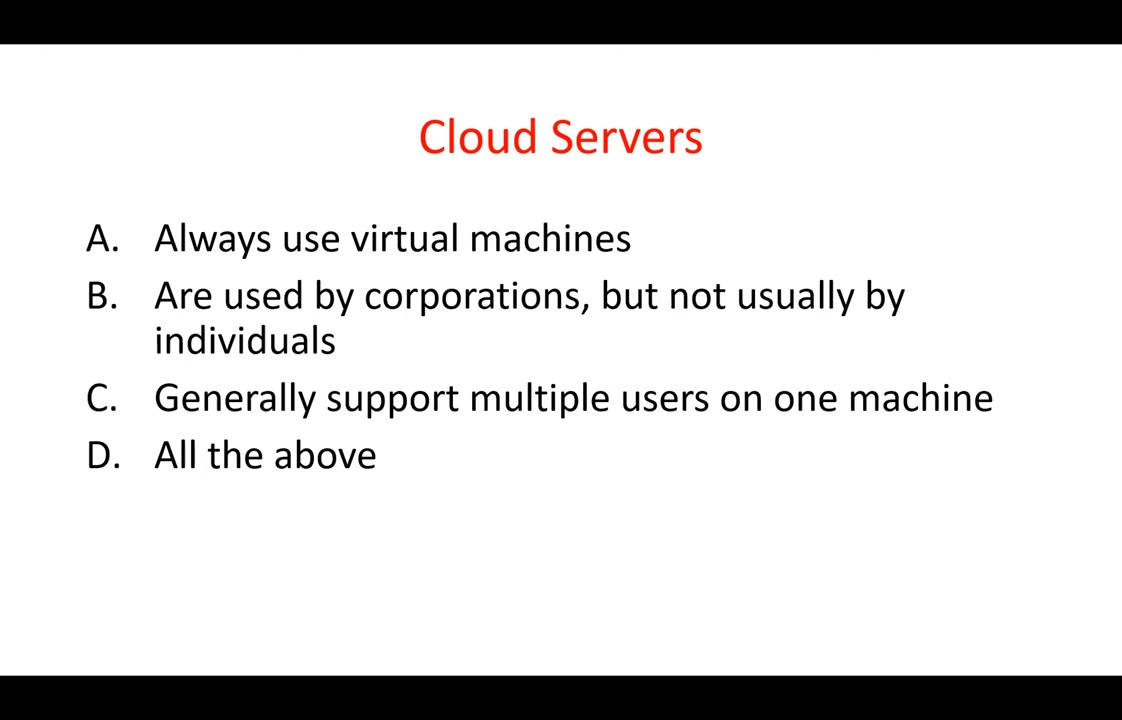 Cloud Servers
A. Always use virtual machines
B. Are used by corporations, but not usually by
individuals
C. Generally support multiple users on one machine
D. All the above